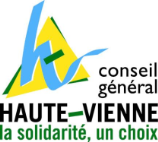 conseil
général
HAUTE-VIENNE
la solidarité, un choix